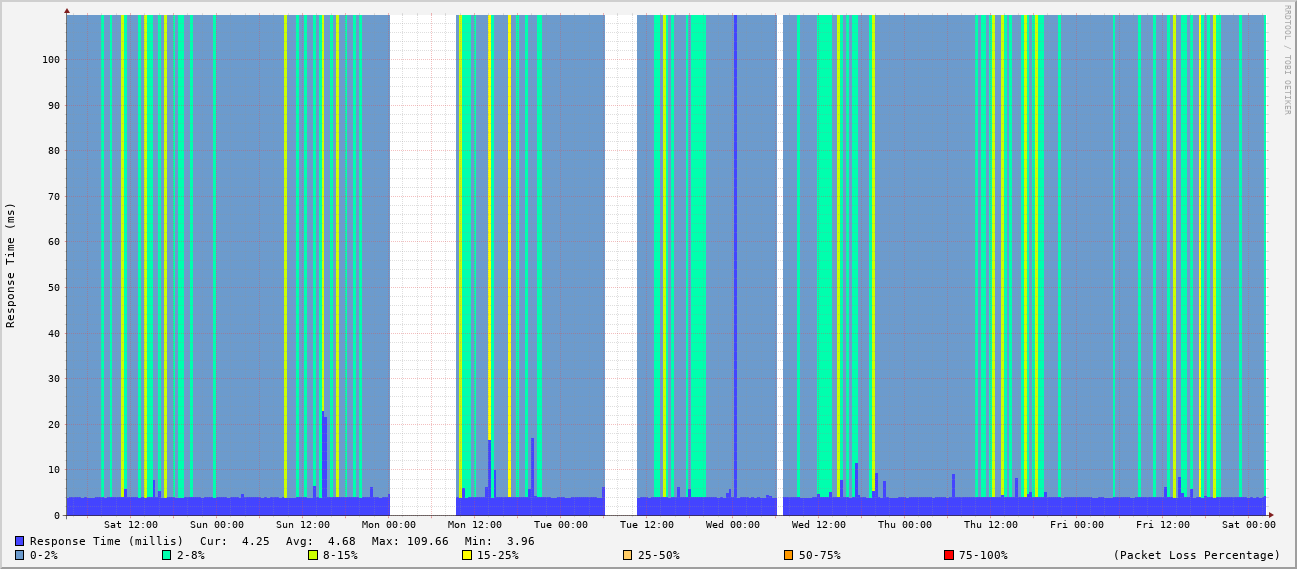 RRDTOOL / TOBI OETIKER
Response Time (ms)
100
90
80
70
60
50
40
30
20
10
0
Sat 12:00 Sun 00:00 Sun 12:00 Mon 00:00 Mon 12:00 Tue 00:00 Tue 12:00 Wed 00:00 Wed 12:00 Thu 00:00 Thu 12:00 Fri 00:00 Fri 12:00 Sat 00:00
Response Time (millis) Cur: 4.25 Avg: 4.68 Max: 109.66 Min: 3.96
0-2% 2-8% 8-15% 15-25% 25-50% 50-75% 75-100% (Packet Loss Percentage)